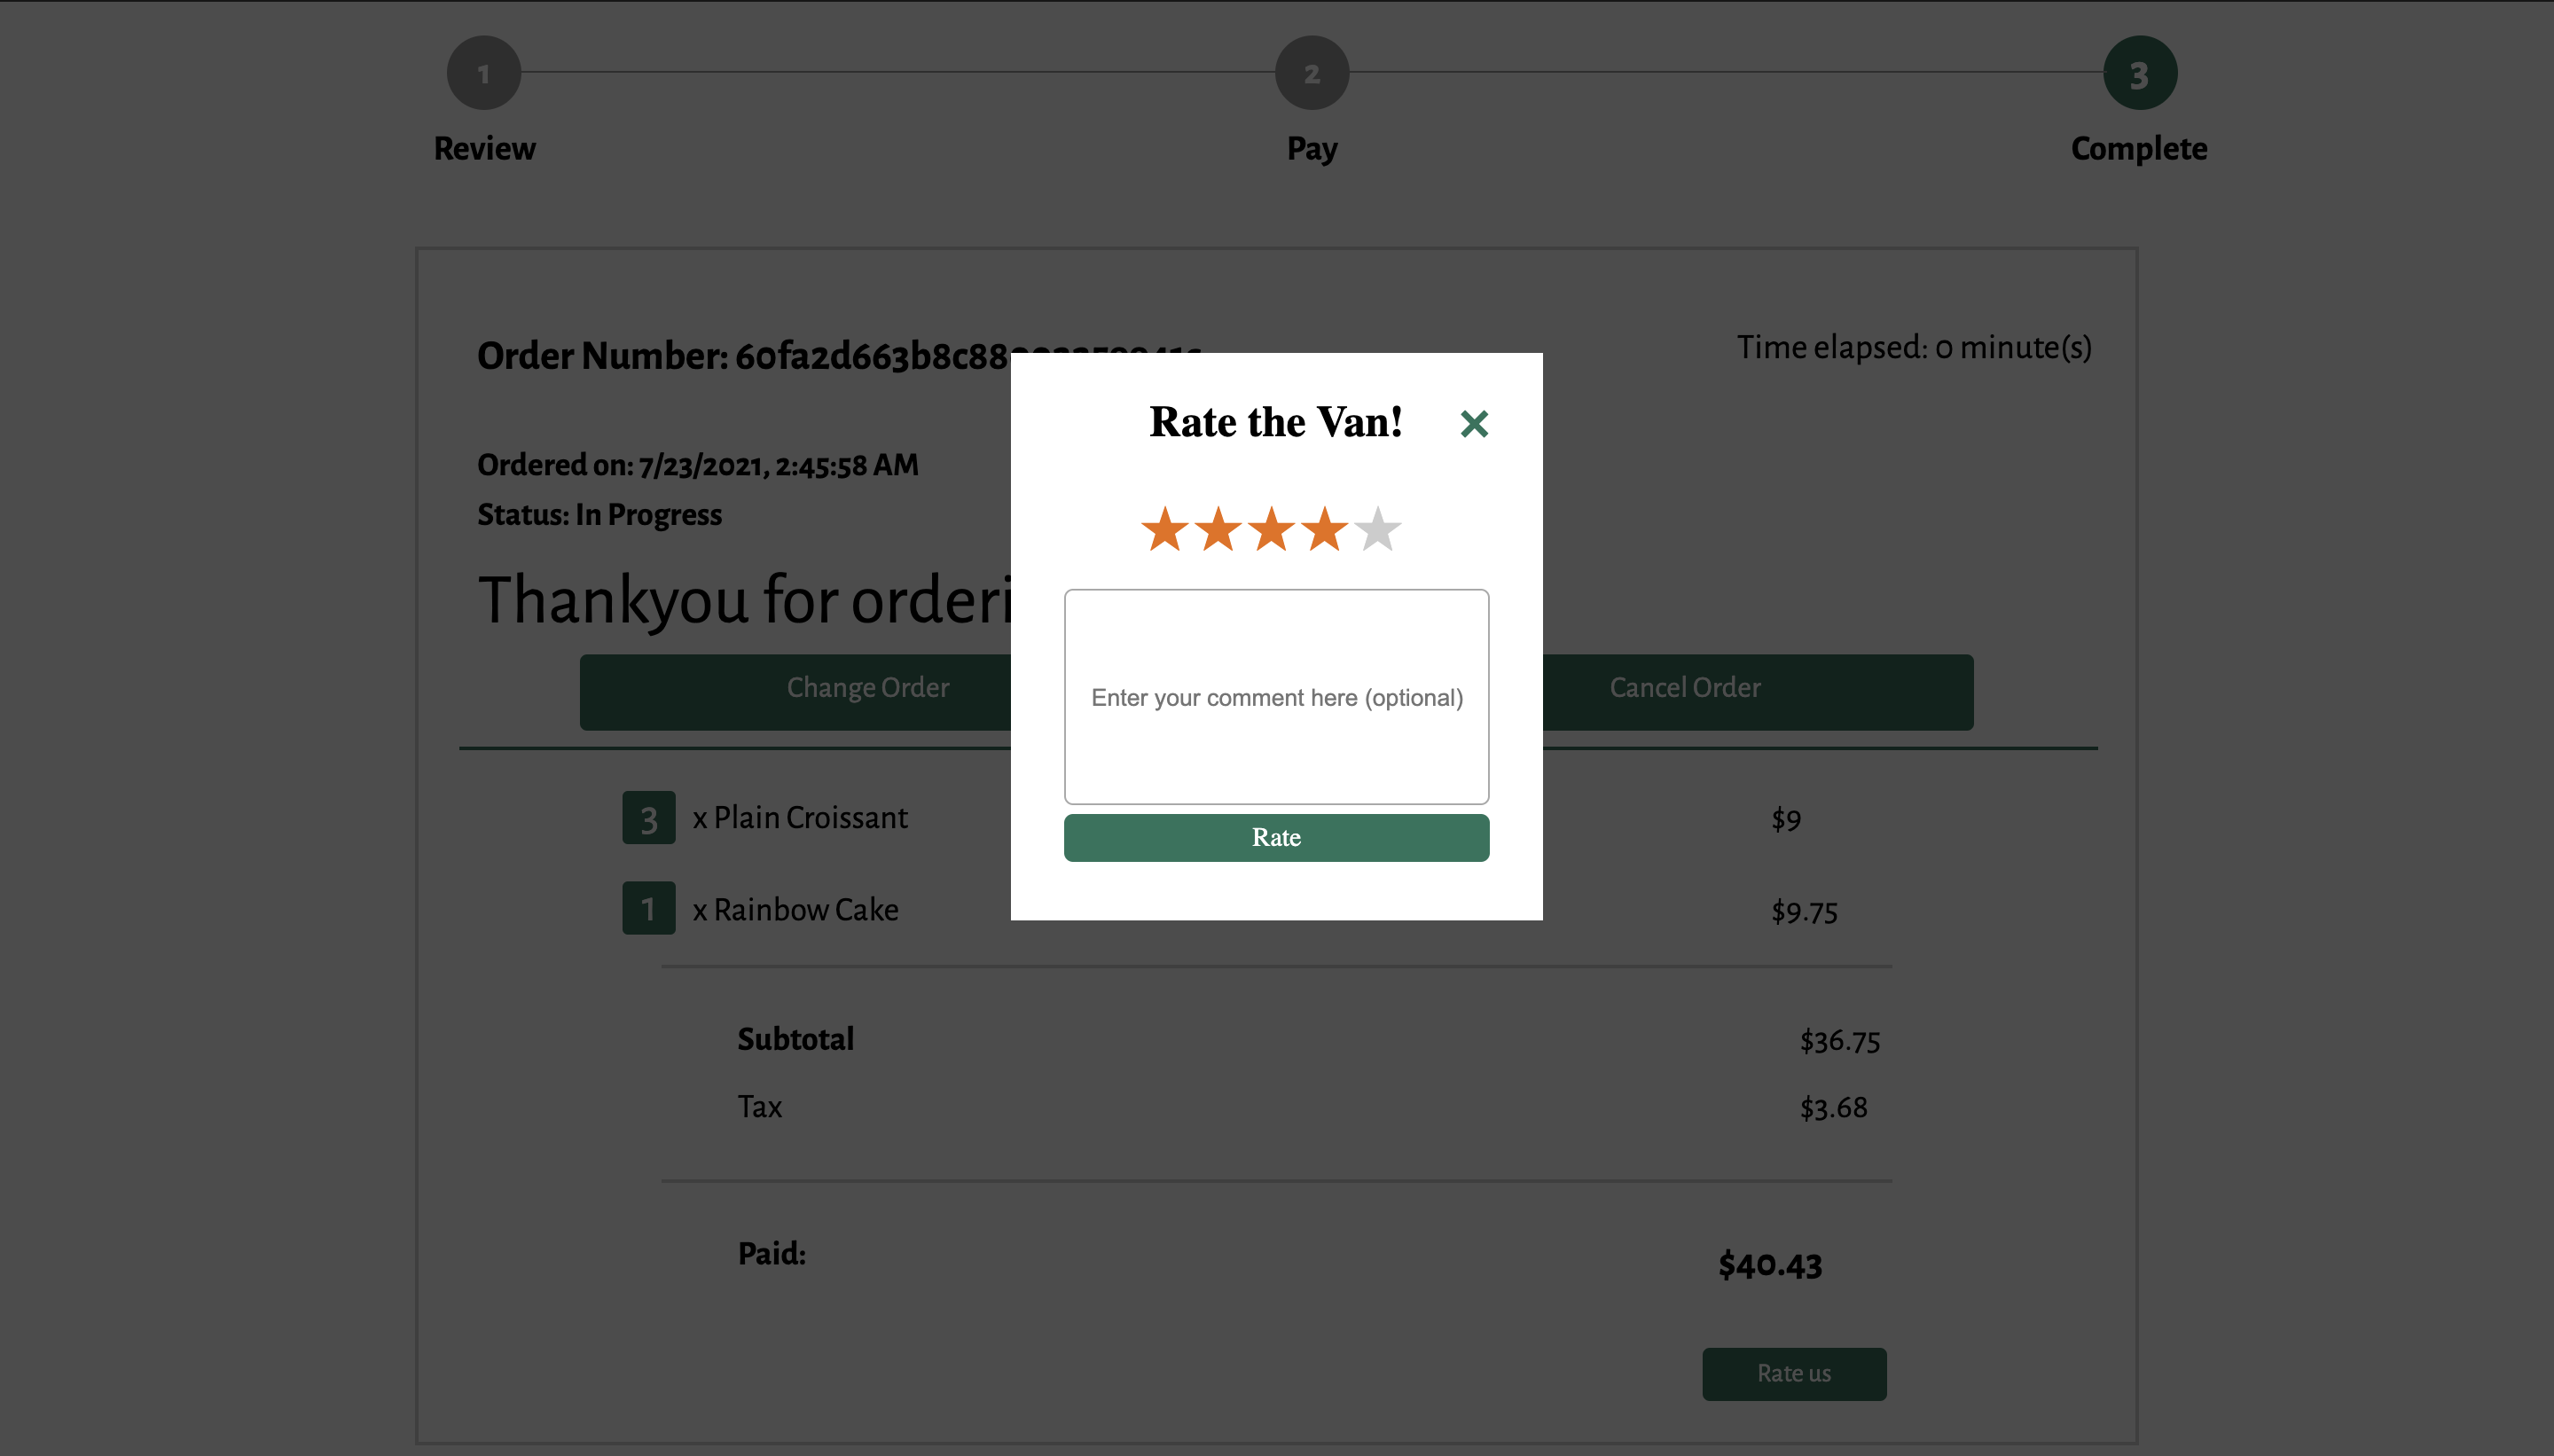 1
2
3
Review
Pay
Complete
Order Number:
Time elapsed: 0 minute(s)
Rate the Van!
Ordered on: 7/23/2021, 2:45:58 AM
Status: In Progress
Thankyou for
Enter your comment here (optional)
Change Order
Cancel Order
3 x Plain Croissant $9
Rate
1 x Rainbow Cake $9.75
Subtotal $36.75
Tax $3.68
Paid: $40.43
Rate us